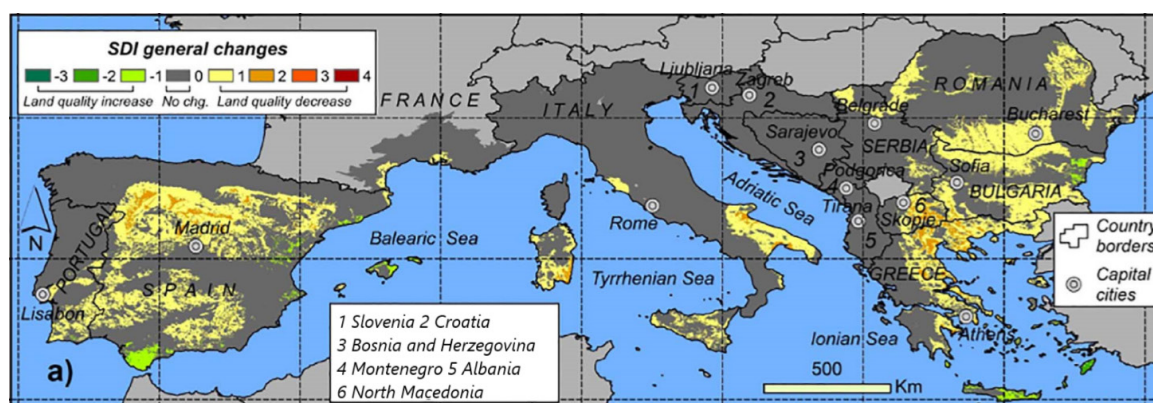 SDI general changes
-3 -2 -1 0 1 2 3 4
Land quality increase No chg. Land quality decrease
FRANCE
ITALY
Ljubljana
Zagreb
1
2
ROMANIA
Belgrade
Bucharest
Sarajevo
SERBIA
3
Podgorica
Sofia
4
BULGARIA
Tirana
6
Skopje
Adriatic Sea
Rome
N
PORTUGAL
Madrid
Balearic Sea
5
GREECE
Tyrrhenian Sea
SPAIN
Lisabon
Athens
Ionian Sea
Country borders
Capital cities
1 Slovenia 2 Croatia
3 Bosnia and Herzegovina
4 Montenegro 5 Albania
6 North Macedonia
500
Km
a)